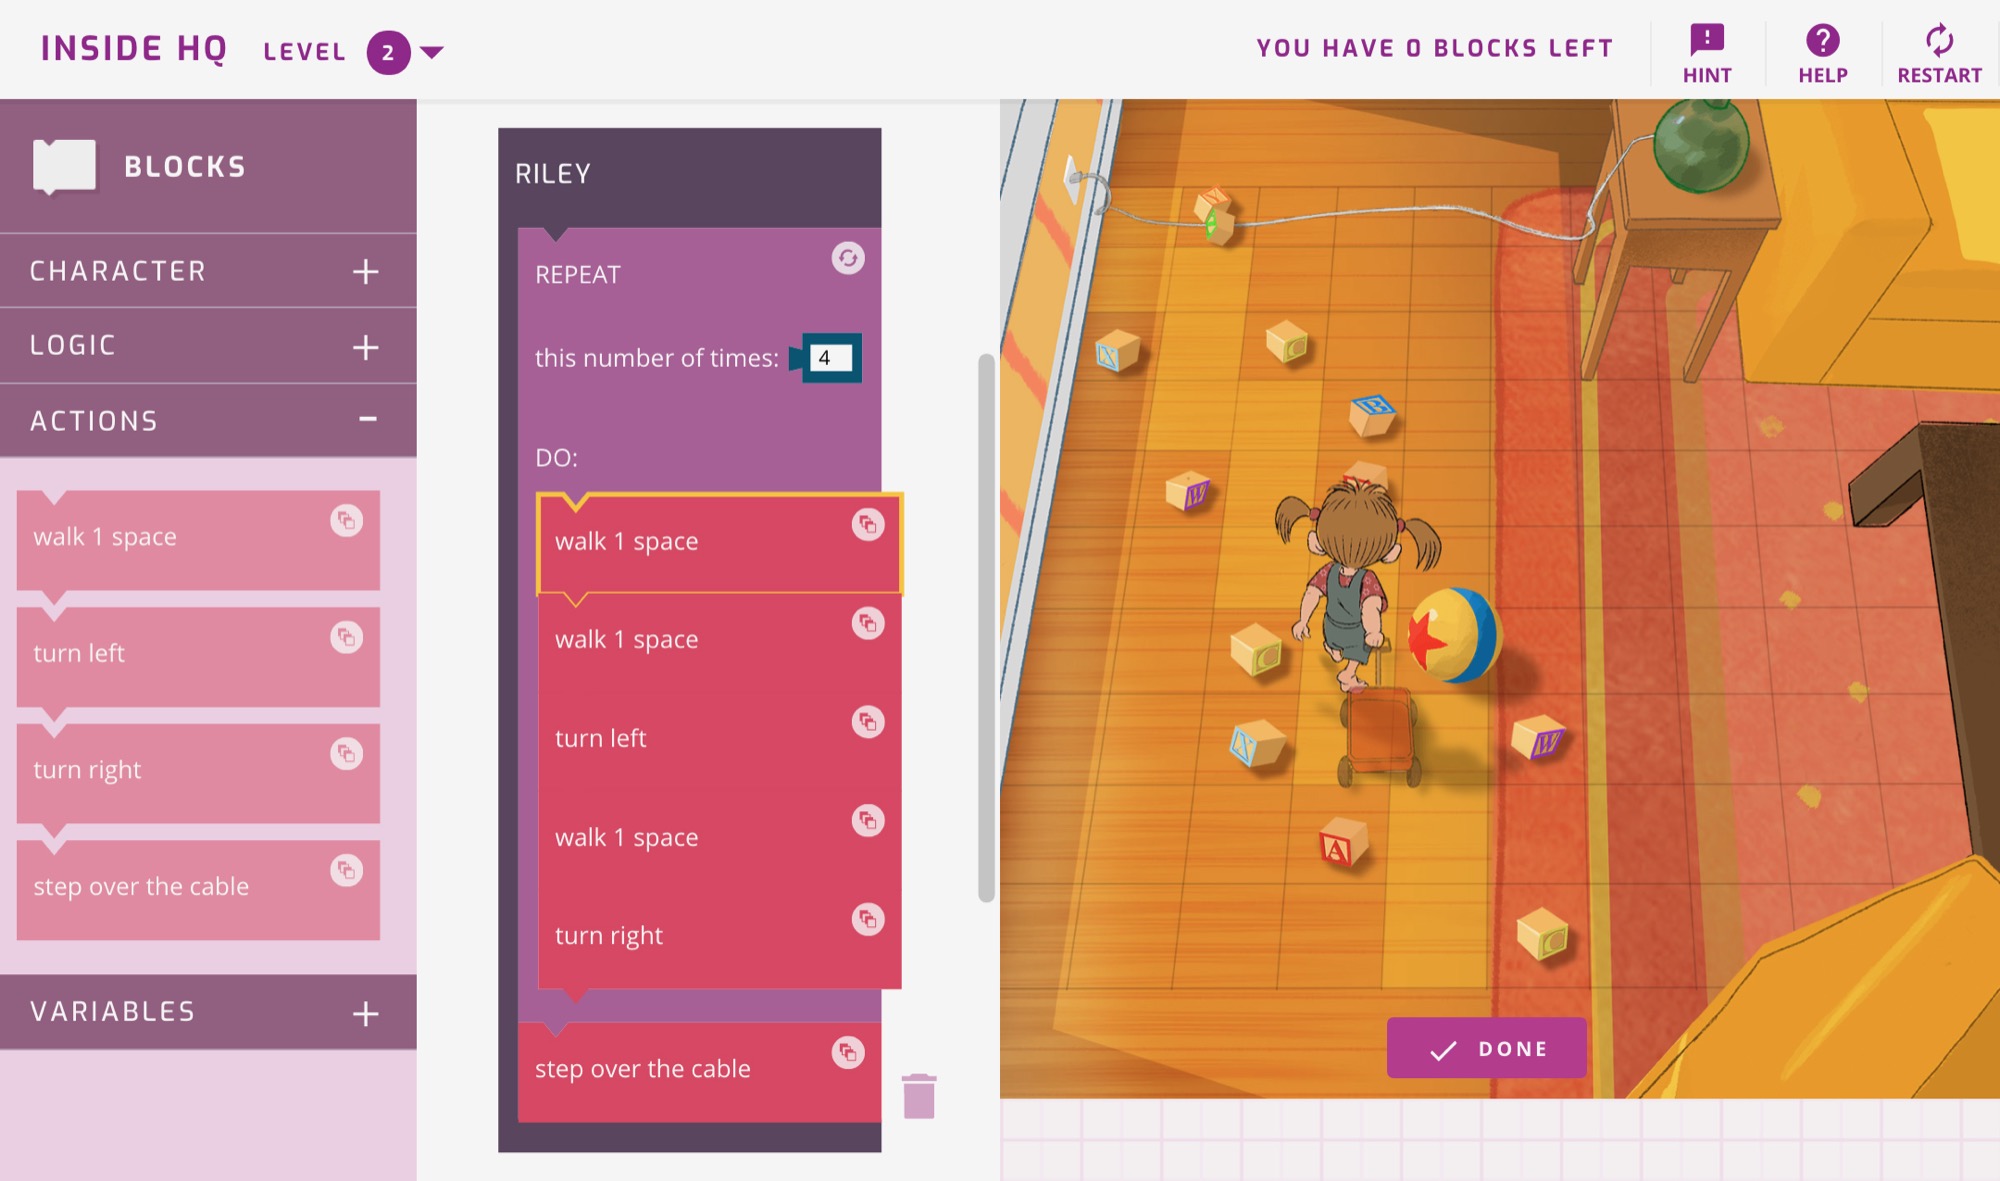 INSIDE HQ LEVEL 2
YOU HAVE 0 BLOCKS LEFT
HINT
HELP
RESTART
BLOCKS
CHARACTER
LOGIC
ACTIONS
walk 1 space
turn left
turn right
step over the cable
VARIABLES
RILEY
REPEAT
this number of times: 4
DO:
walk 1 space
walk 1 space
turn left
walk 1 space
turn right
step over the cable
N
C
B
W
C
N
W
A
C
DONE